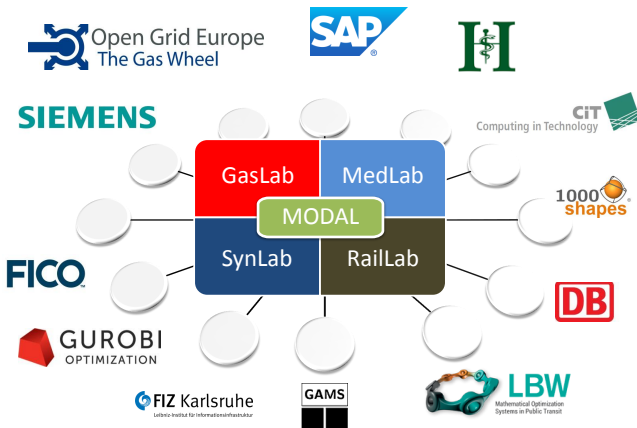 Open Grid Europe
The Gas Wheel
SAP
®
H
SIEMENS
CiT
Computing in Technology
GasLab
MedLab
1000
shapes
®
MODAL
SynLab
RailLab
FICO
DB
GUROBI
OPTIMIZATION
FIZ Karlsruhe
Leibniz-Institut für Informationsinfrastruktur
GAMS
LBW
Mathematical Optimization
Systems in Public Transit